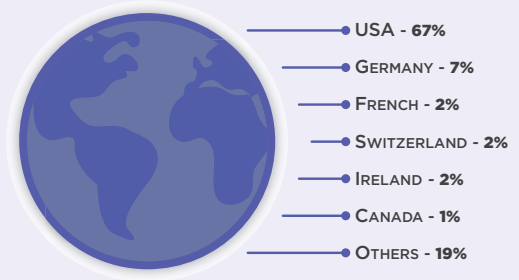 USA - 67%
GERMANY - 7%
FRENCH - 2%
SWITZERLAND - 2%
IRELAND - 2%
CANADA - 1%
OTHERS - 19%